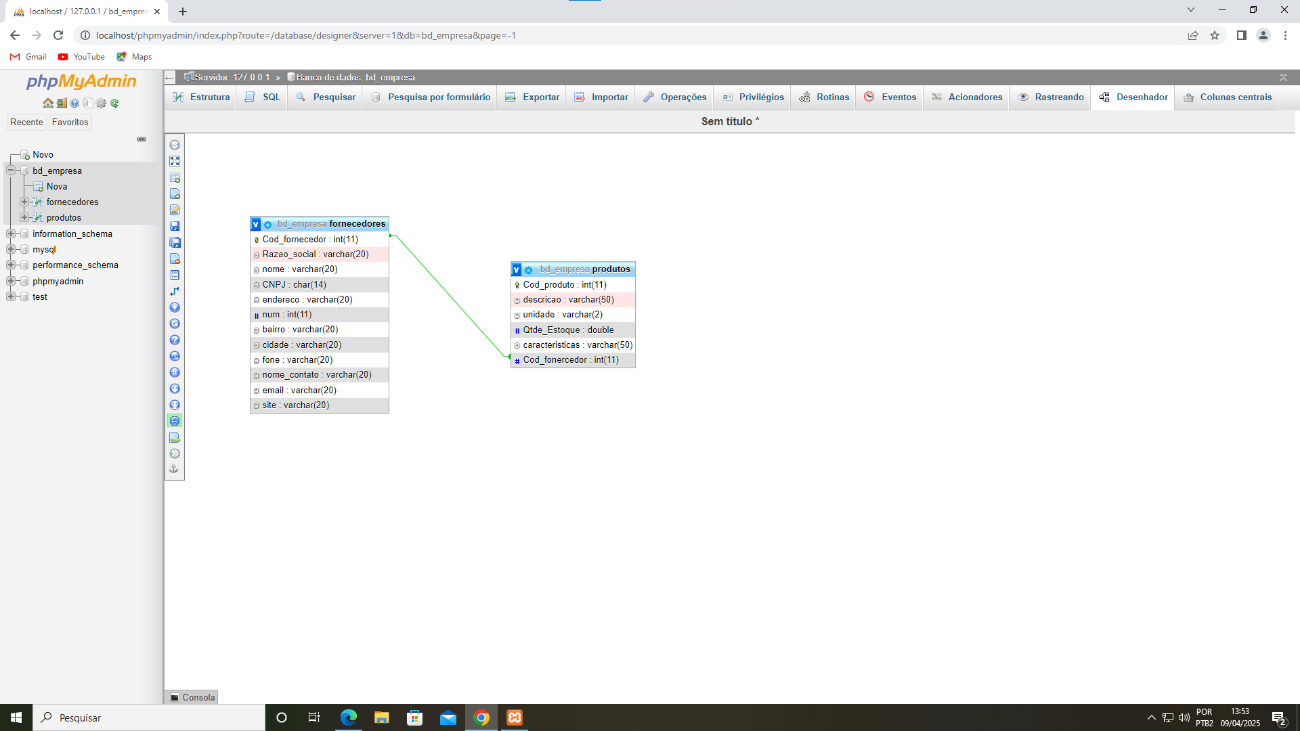 localhost / 127.0.0.1 / bd_empres
localhost/phpmyadmin/index.php?route=/database/designer&server=1&db=bd_empresa&page=-1
Gmail YouTube Maps
phpMyAdmin
Recente Favoritos
Novo
bd_empresa
Nova
fornecedores
produtos
information_schema
mysql
performance_schema
phpmyadmin
test
Servidor: 127.0.0.1 » Banco de dados: bd_empresa
Estrutura SQL Pesquisar Pesquisa por formulário Exportar Importar Operações Privilégios Rotinas Eventos Acionadores Rastreando Desenhador Colunas centrais
Sem título *
v bd_empresa fornecedores
Cod_fornecedor : int(11)
Razao_social : varchar(20)
nome : varchar(20)
CNPJ : char(14)
endereco : varchar(20)
# num : int(11)
bairro : varchar(20)
cidade : varchar(20)
fone : varchar(20)
nome_contato : varchar(20)
email : varchar(20)
site : varchar(20)
v bd_empresa produtos
Cod_produto : int(11)
descricao : varchar(50)
unidade : varchar(2)
# Qtde_Estoque : double
caracteristicas : varchar(50)
# Cod_fonercedor : int(11)
Consola
Pesquisar
POR
PTB2
13:53
09/04/2025
2